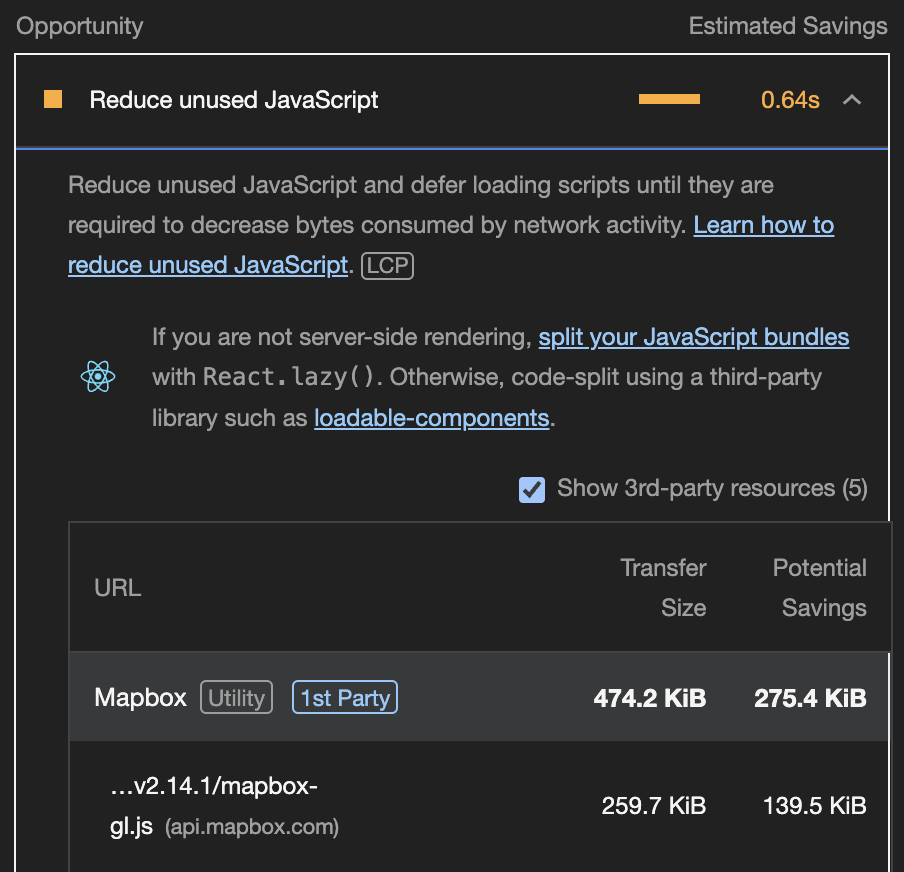 Opportunity Estimated Savings
Reduce unused JavaScript 0.64s
Reduce unused JavaScript and defer loading scripts until they are
required to decrease bytes consumed by network activity. Learn how to
reduce unused JavaScript. LCP
If you are not server-side rendering, split your JavaScript bundles
with React.lazy(). Otherwise, code-split using a third-party
library such as loadable-components.
Show 3rd-party resources (5)
URL Transfer Size Potential Savings
Mapbox Utility 1st Party 474.2 KiB 275.4 KiB
…v2.14.1/mapbox-
gl.js (api.mapbox.com) 259.7 KiB 139.5 KiB